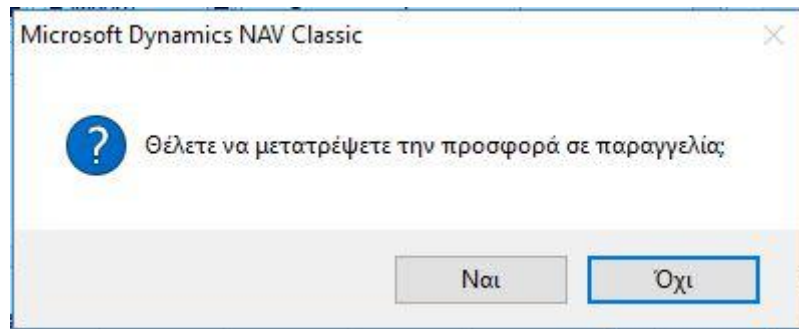 Microsoft Dynamics NAV Classic
Θέλετε να μετατρέψετε την προσφορά σε παραγγελία;
Ναι
Όχι